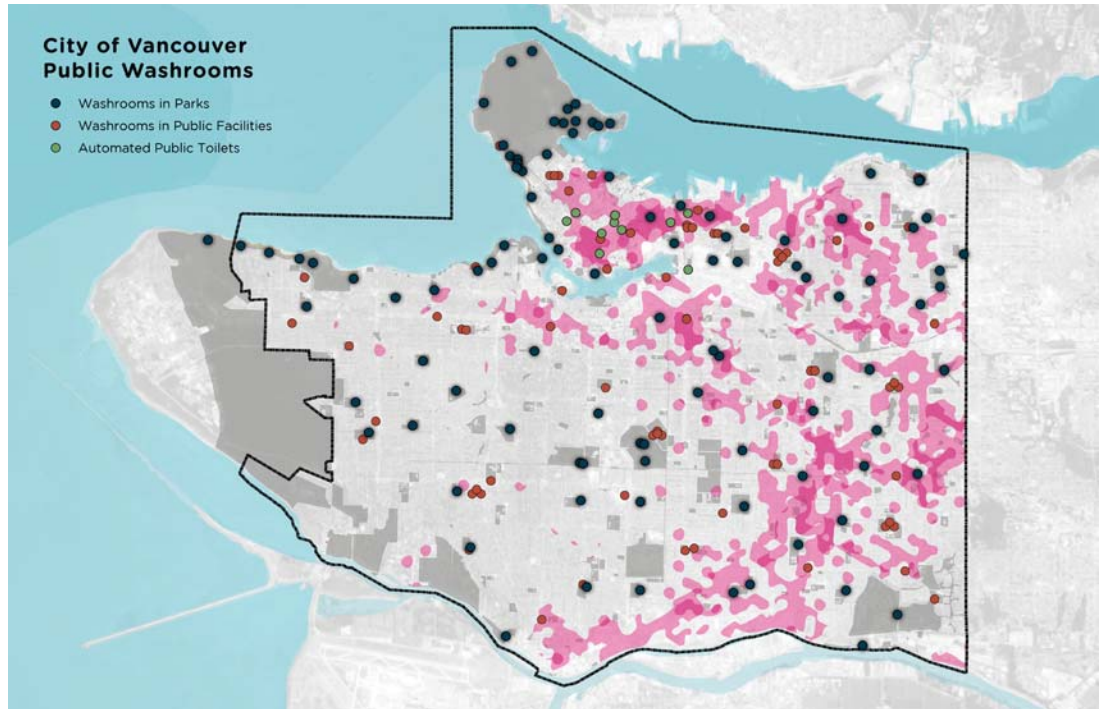 City of Vancouver
Public Washrooms
Washrooms in Parks
Washrooms in Public Facilities
Automated Public Toilets